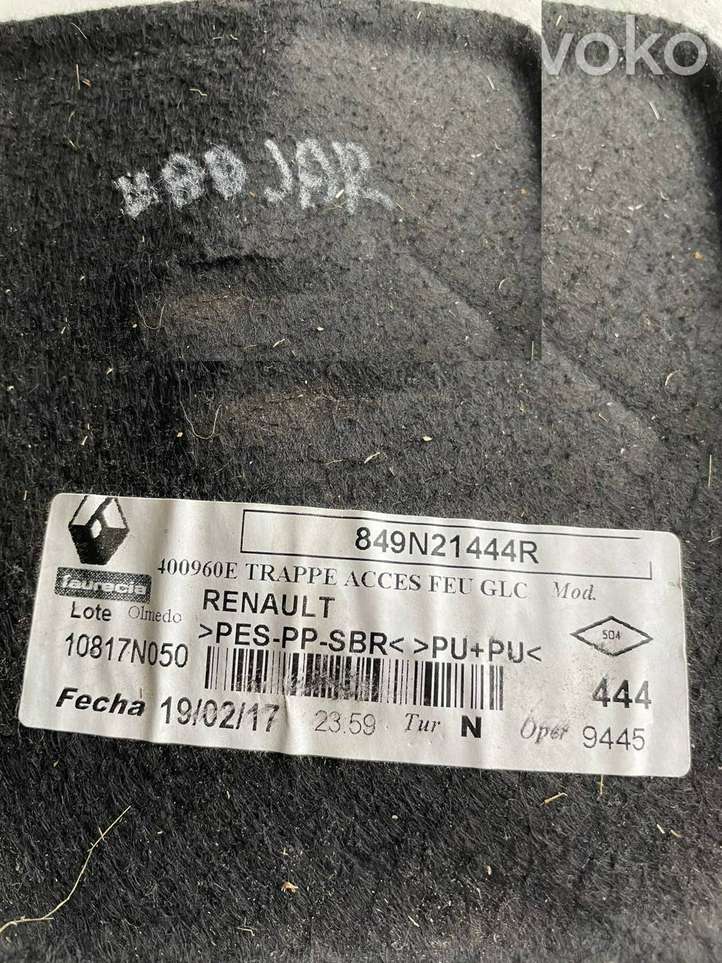 voko
JAR
849N21444R
400960E TRAPPE ACCES FEU GLC Mod.
faurecia
Lote Olmedo RENAULT
>PES-PP-SBR< >PU+PU<
504
10817N050
444
Fecha 19/02/17 23.59 Tur N Oper 9445